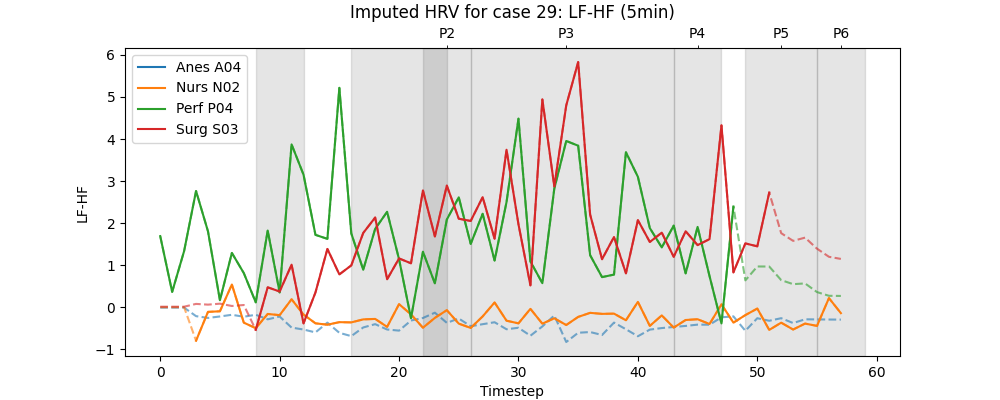 Imputed HRV for case 29: LF-HF (5min)
P2 P3 P4 P5 P6
Anes A04
Nurs N02
Perf P04
Surg S03
LF-HF
6
5
4
3
2
1
0
−1
0 10 20 30 40 50 60
Timestep